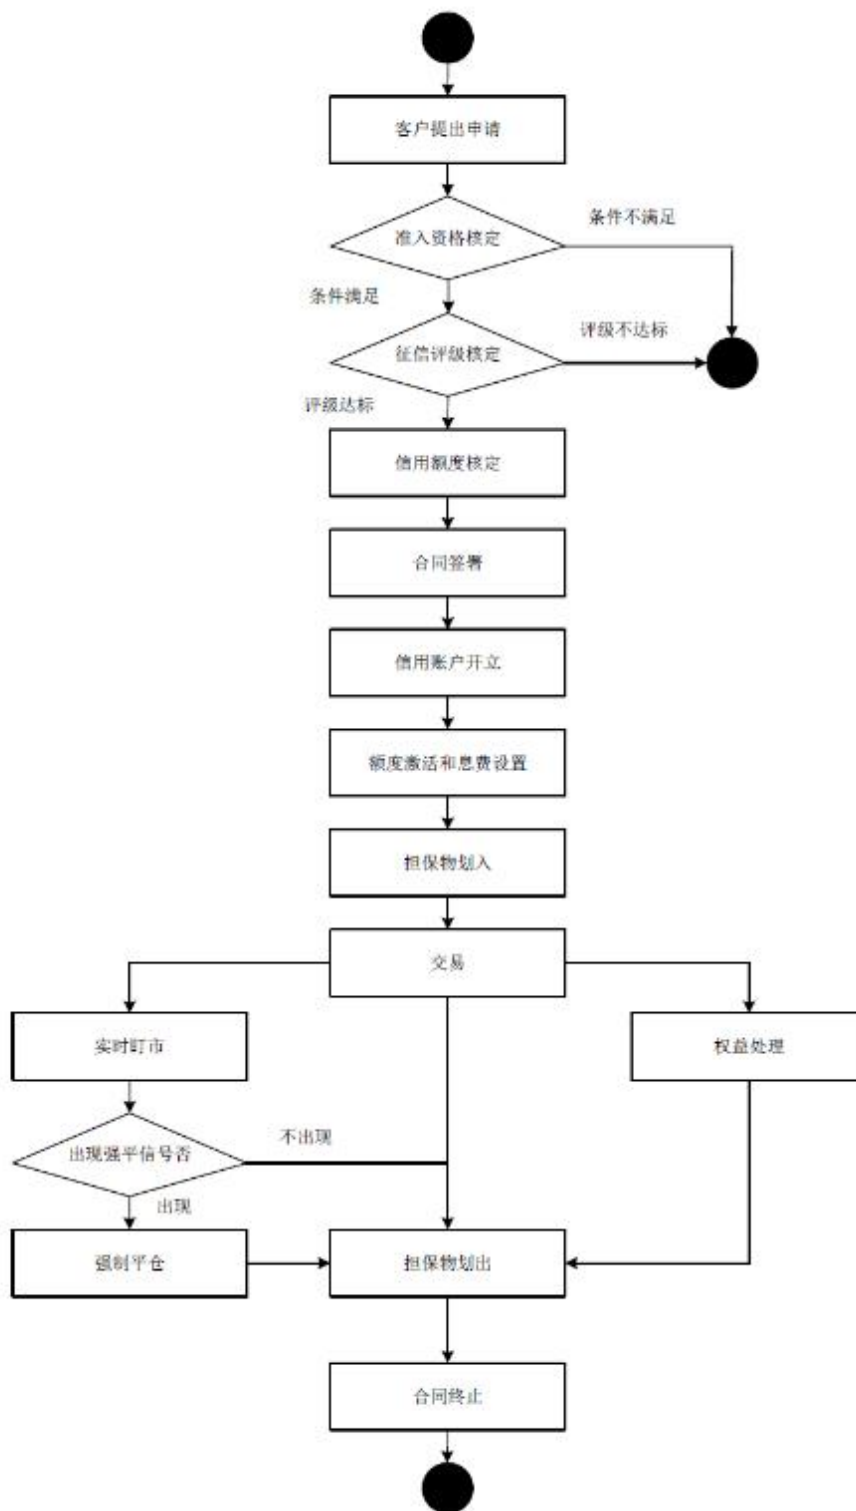 客户提出申请
准入资格核定
条件不满足
条件满足
征信评级核定
评级不达标
评级达标
信用额度核定
合同签署
信用账户开立
额度激活和息费设置
担保物划入
交易
实时盯市
权益处理
出现强平信号否
不出现
出现
强制平仓
担保物划出
合同终止